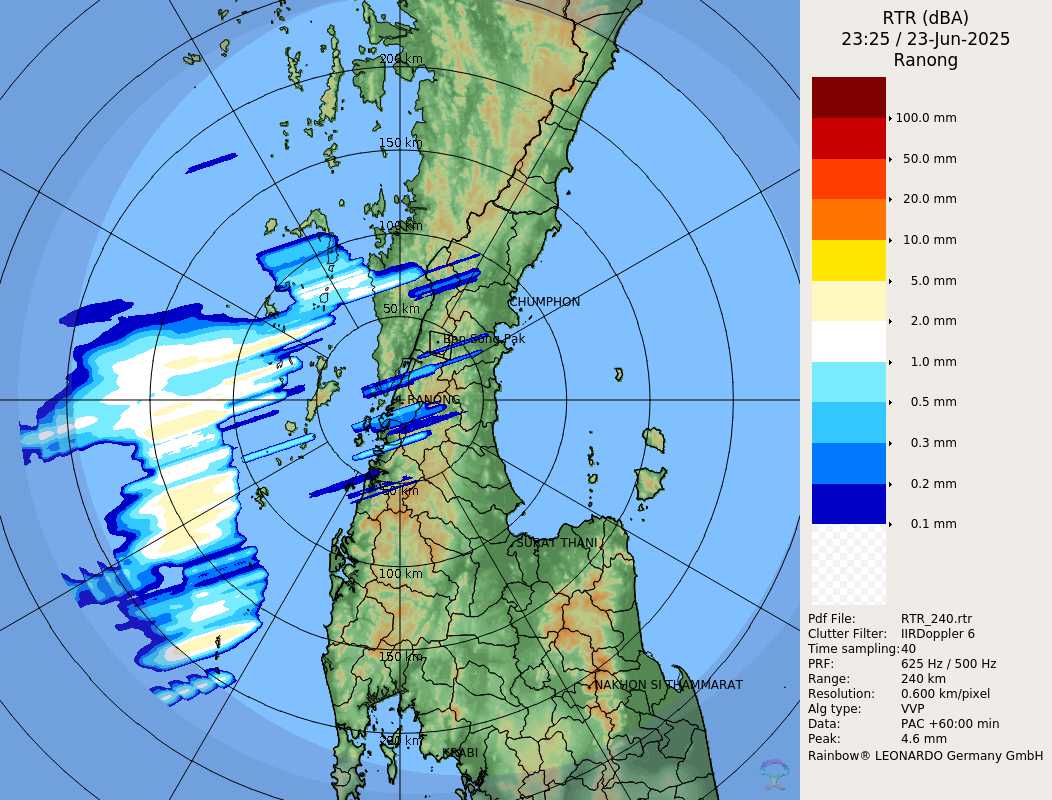 RTR (dBA)
23:25 / 23-Jun-2025
Ranong
100.0 mm
50.0 mm
20.0 mm
10.0 mm
5.0 mm
2.0 mm
1.0 mm
0.5 mm
0.3 mm
0.2 mm
0.1 mm
Pdf File: RTR_240.rtr
Clutter Filter: IIRDoppler 6
Time sampling: 40
PRF: 625 Hz / 500 Hz
Range: 240 km
Resolution: 0.600 km/pixel
Alg type: VVP
Data: PAC +60:00 min
Peak: 4.6 mm
Rainbow® LEONARDO Germany GmbH
200 km
150 km
100 km
50 km
CHUMPHON
Ban Song Pak
RANONG
50 km
SURAT THANI
100 km
150 km
NAKHON SI THAMMARAT
200 km
KRABI